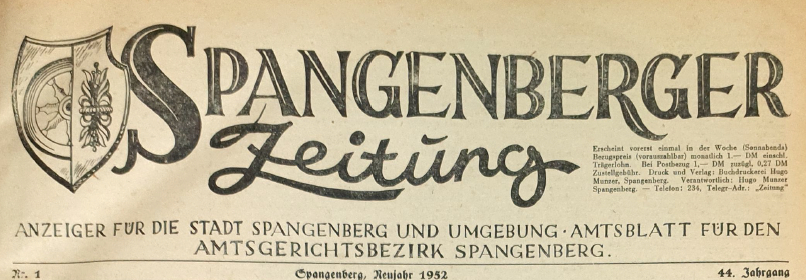 SPANGENBERGER
Zeitung
Erscheint vorerst einmal in der Woche (Sonnabends)
Bezugspreis (vorauszahlbar) monatlich 1.— DM einschl.
Trägerlohn. Bei Postbezug 1,— DM zuzügl. 0,27 DM
Zustellgebühr. Druck und Verlag: Buchdruckerei Hugo
Munzer, Spangenberg. Verantwortlich: Hugo Munzer
Spangenberg. — Telefon: 234, Telegr-Adr.: „Zeitung"
ANZEIGER FÜR DIE STADT SPANGENBERG UND UMGEBUNG · AMTSBLATT FÜR DEN
AMTSGERICHTSBEZIRK SPANGENBERG.
Nr. 1 Spangenberg, Neujahr 1952 44. Jahrgang